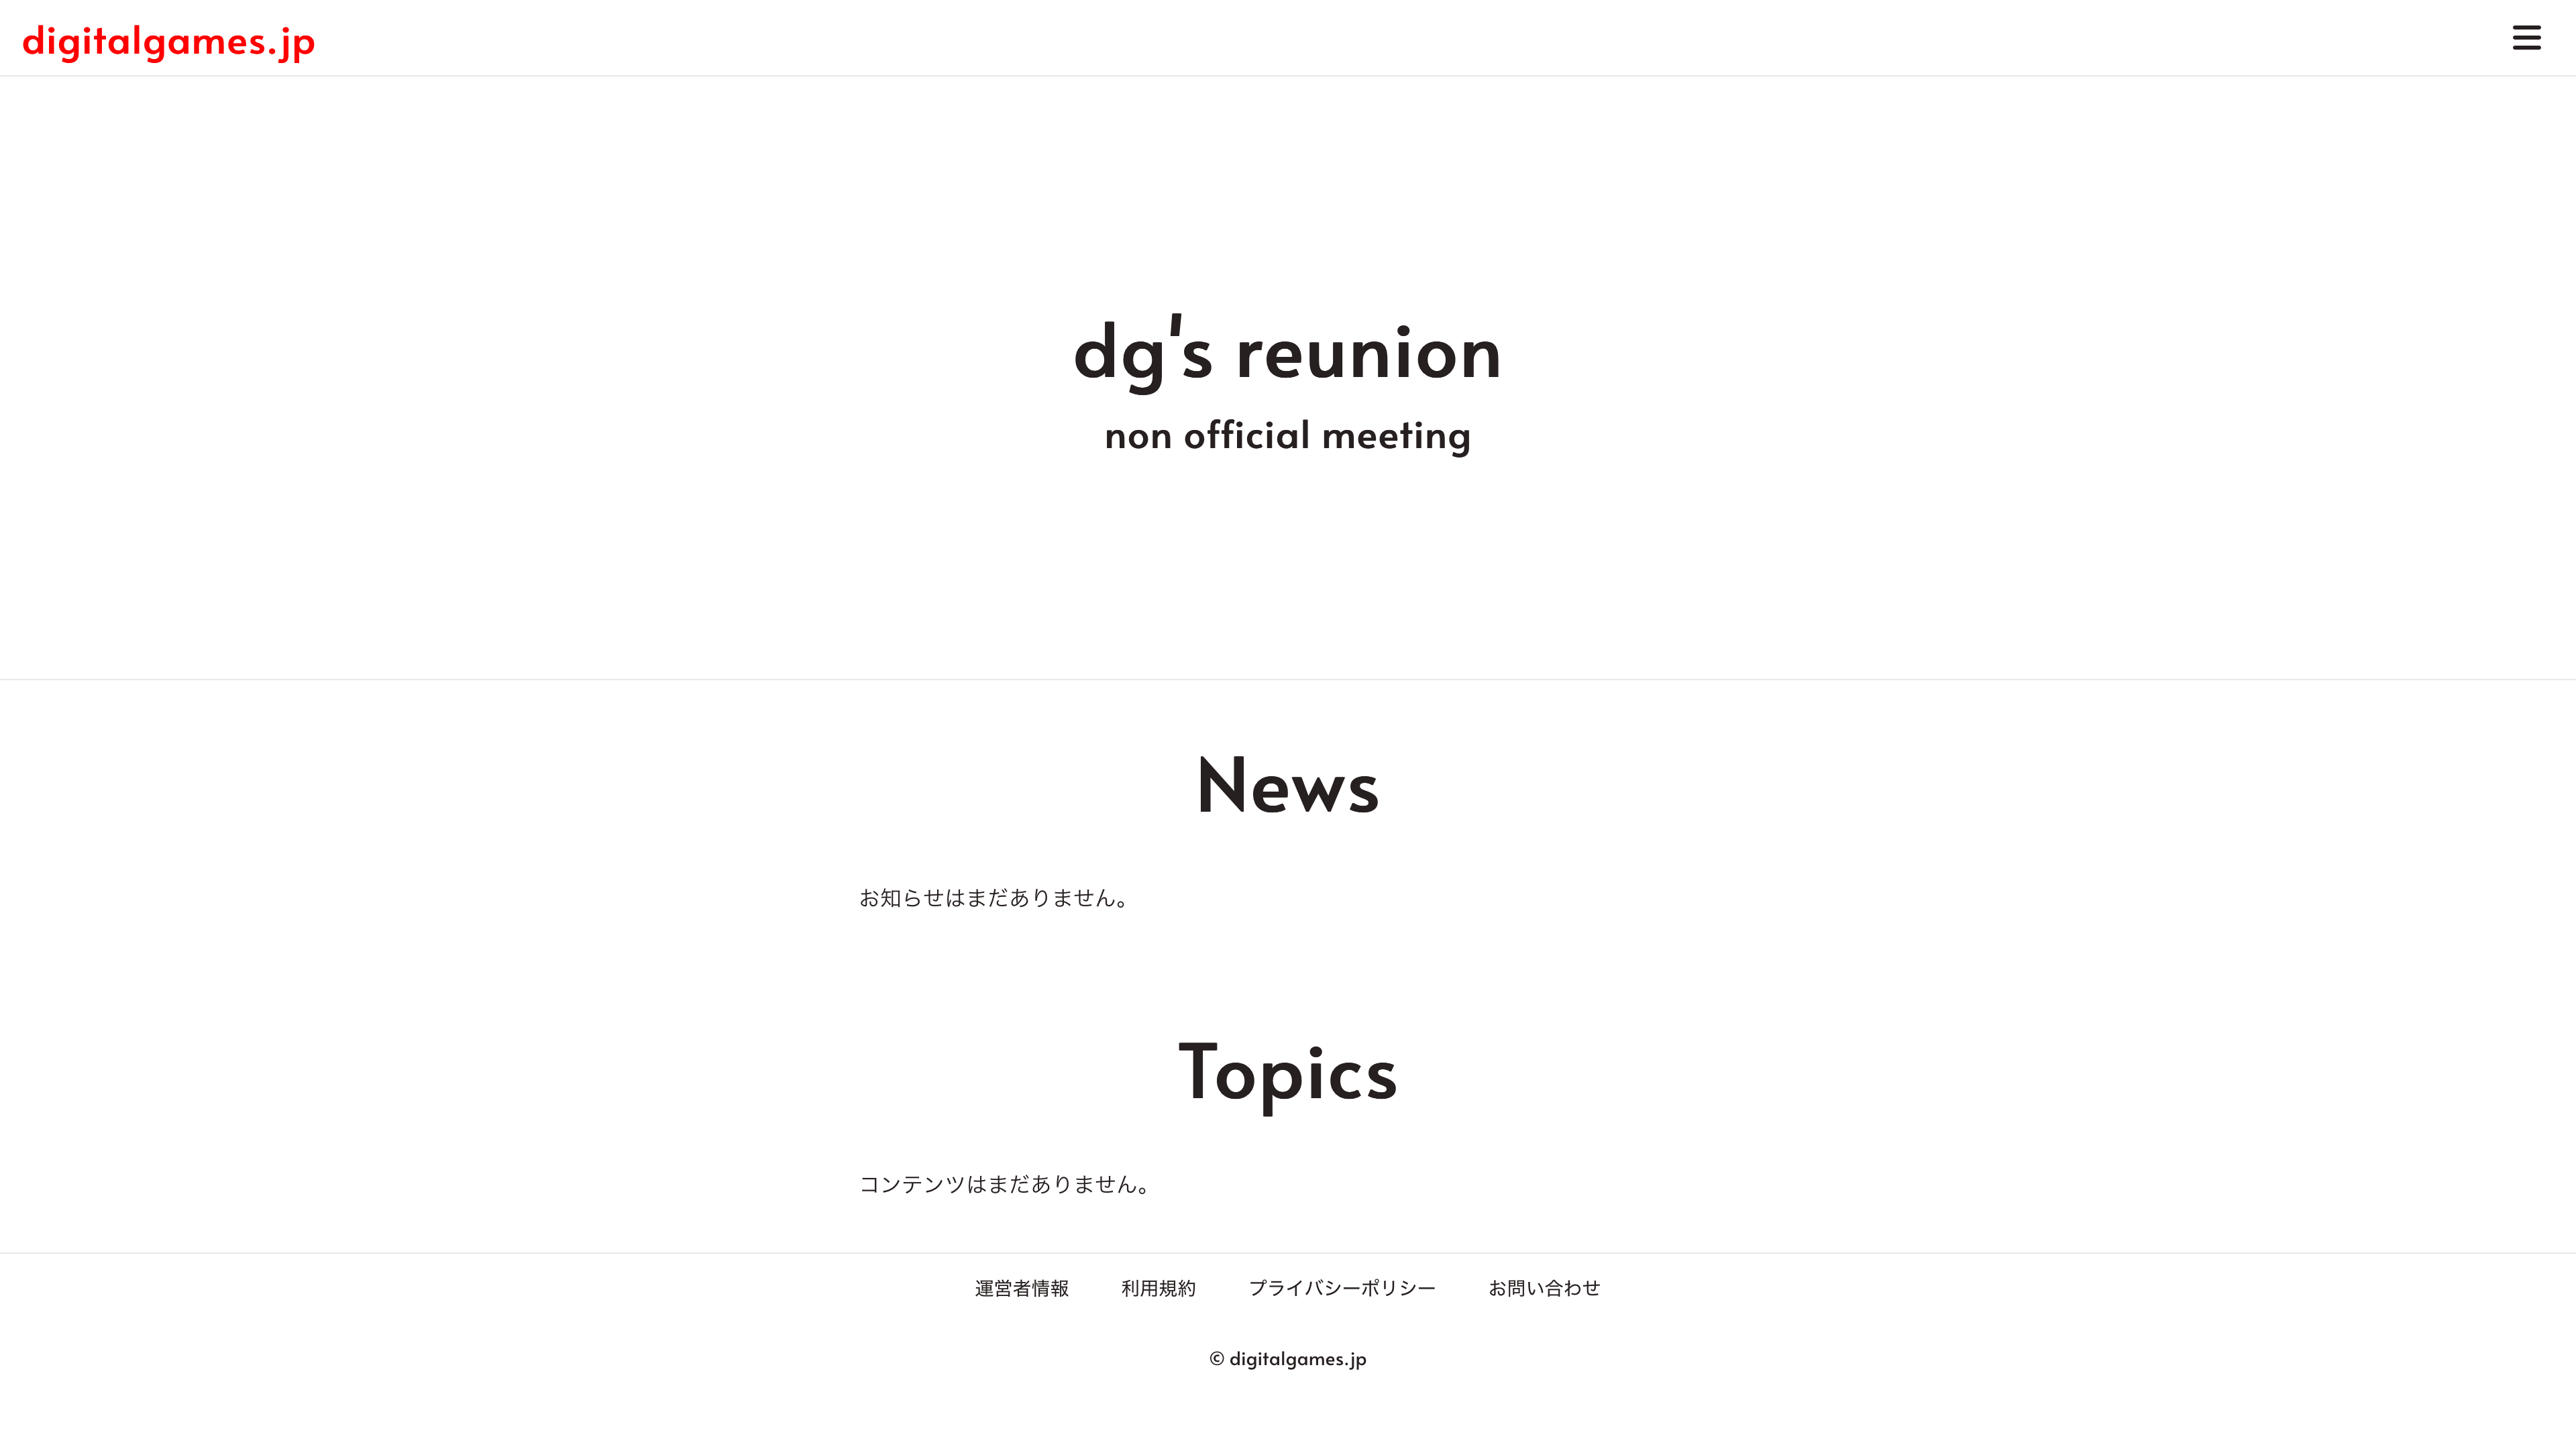 digitalgames.jp
dg's reunion
non official meeting
News
お知らせはまだありません。
Topics
コンテンツはまだありません。
運営者情報 利用規約 プライバシーポリシー お問い合わせ
© digitalgames.jp